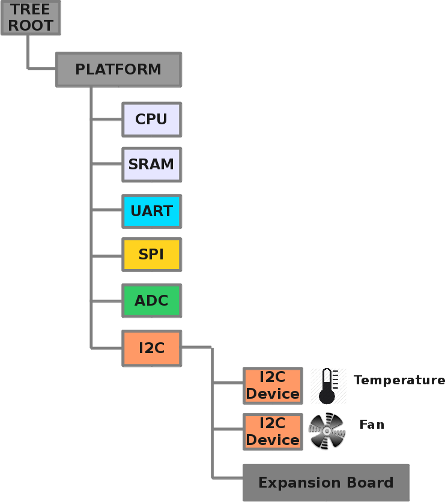 TREE
ROOT
PLATFORM
CPU
SRAM
UART
SPI
ADC
I2C
I2C
Device
Temperature
I2C
Device
Fan
Expansion Board